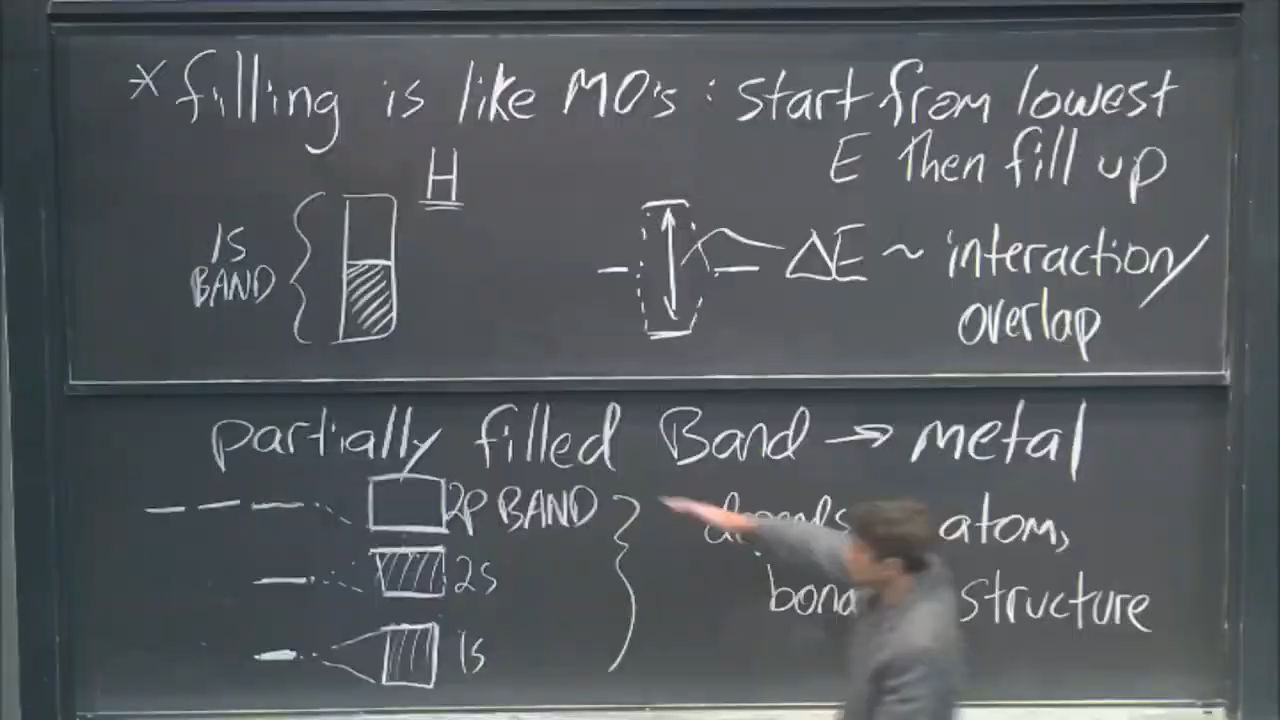 * filling is like MO's : start from lowest
E then fill up
H
1S
BAND
ΔE ~ interaction/
overlap
partially filled Band → metal
2P BAND
atom,
2s
structure
1s